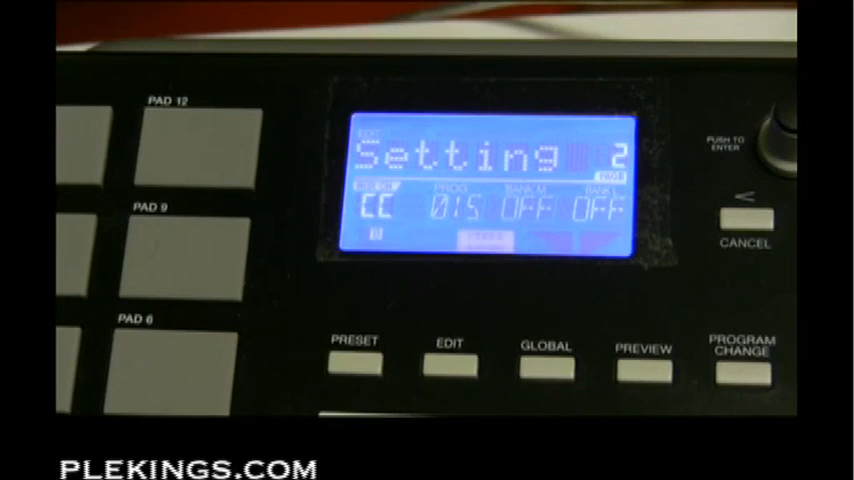 PAD 12
EDIT
Setting 2
PAGE
PUSH TO
ENTER
PROG BANK M BANK L
CC 015 OFF OFF
<
CANCEL
PAD 9
PAD 6
PRESET EDIT GLOBAL PREVIEW PROGRAM
CHANGE
PLEKINGS.COM